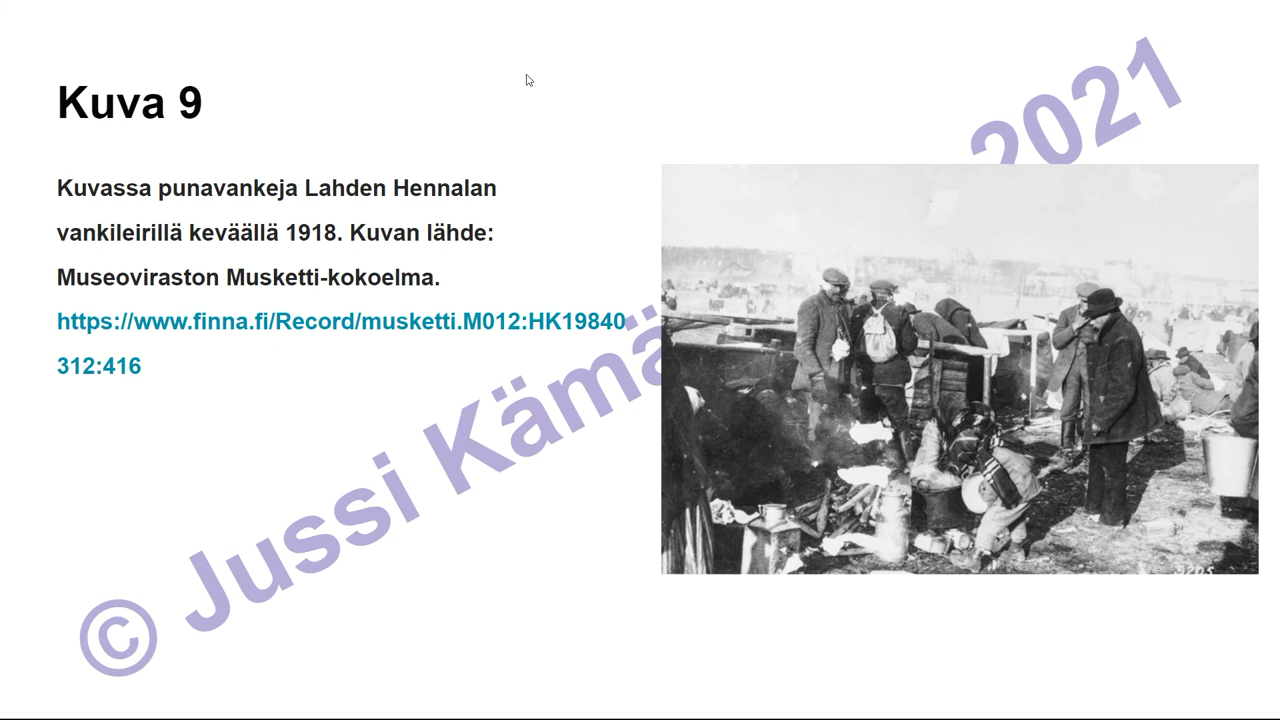 Kuva 9
Kuvassa punavankeja Lahden Hennalan
vankileirillä keväällä 1918. Kuvan lähde:
Museoviraston Musketti-kokoelma.
https://www.finna.fi/Record/musketti.M012:HK19840
312:416
© Jussi Kämä 2021